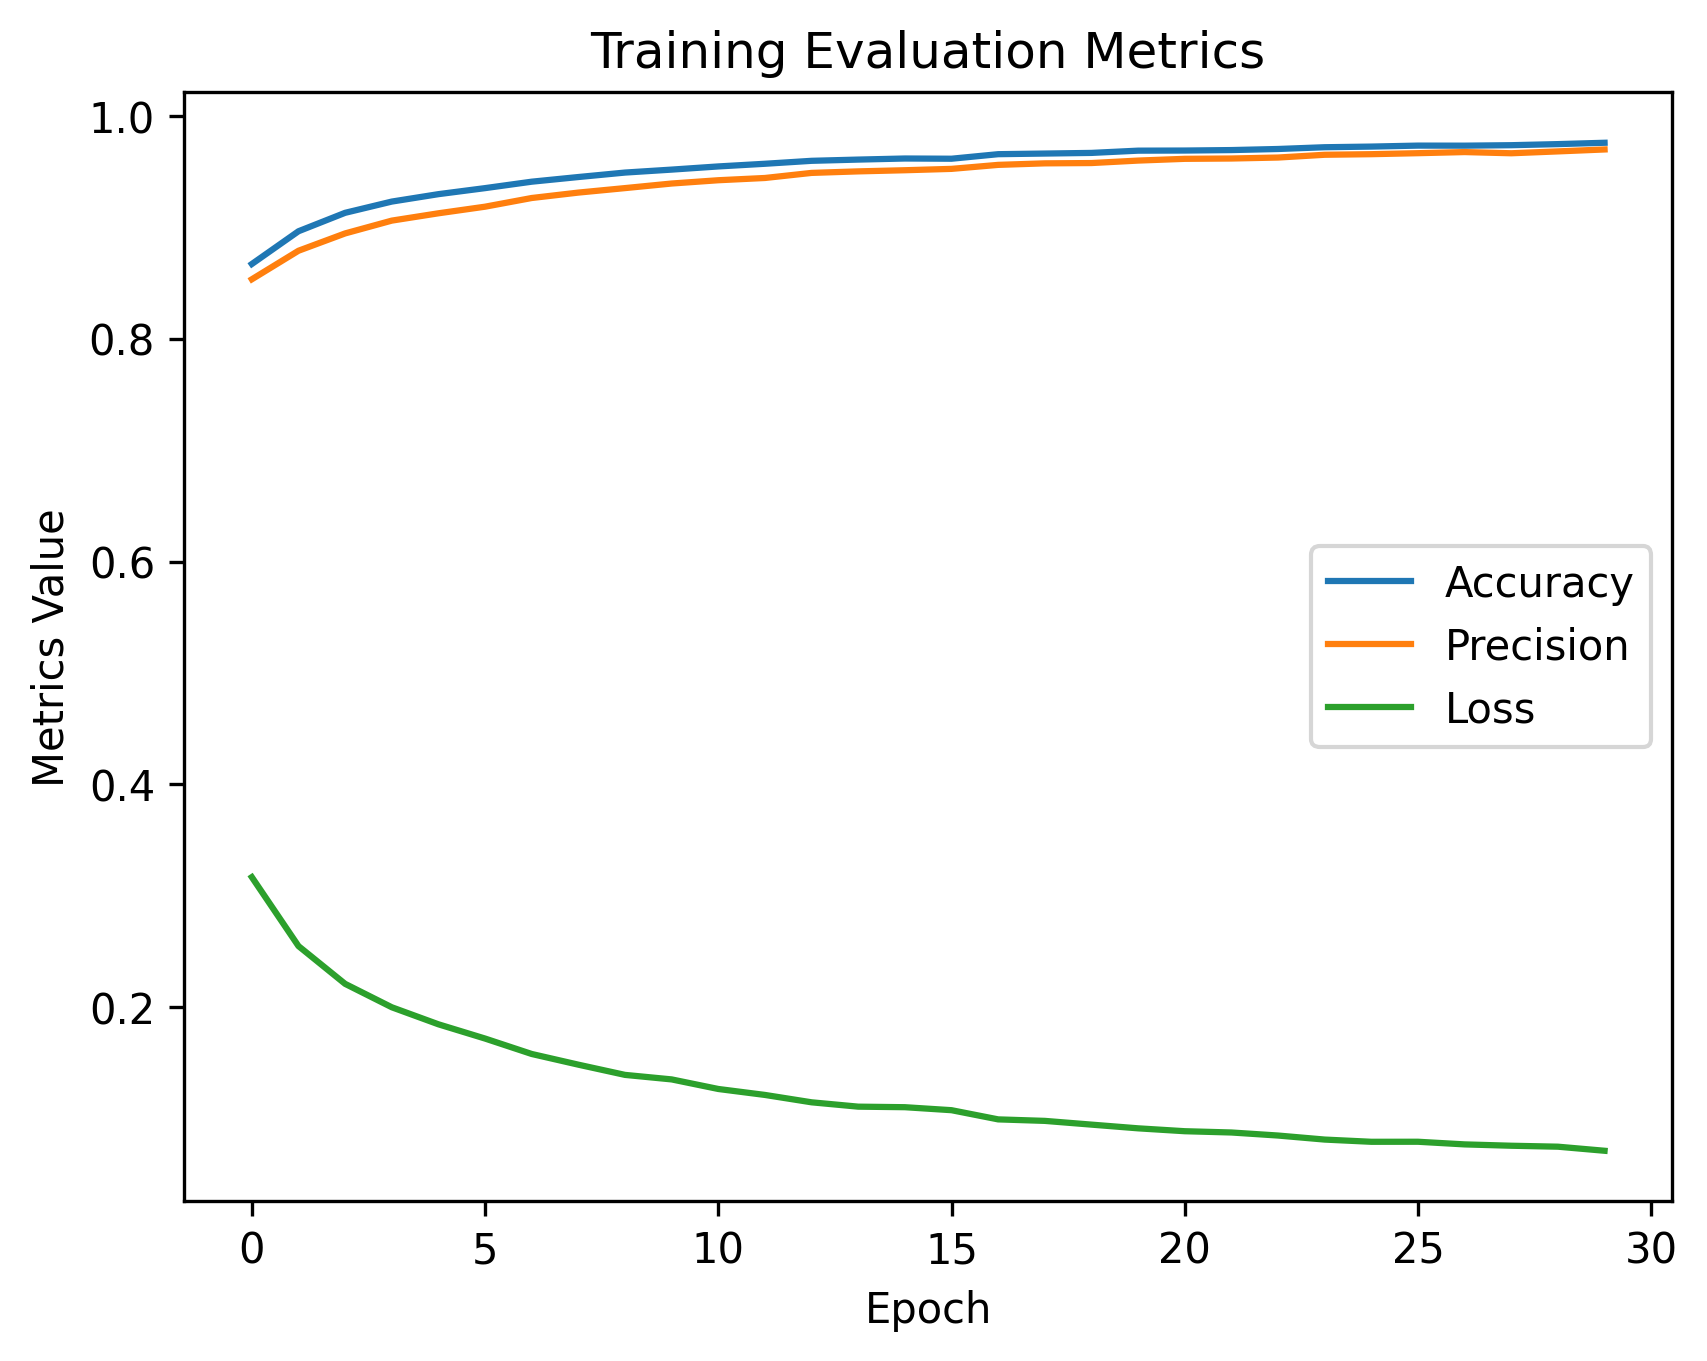 Training Evaluation Metrics
1.0
0.8
0.6
0.4
0.2
Metrics Value
Accuracy
Precision
Loss
0 5 10 15 20 25 30
Epoch